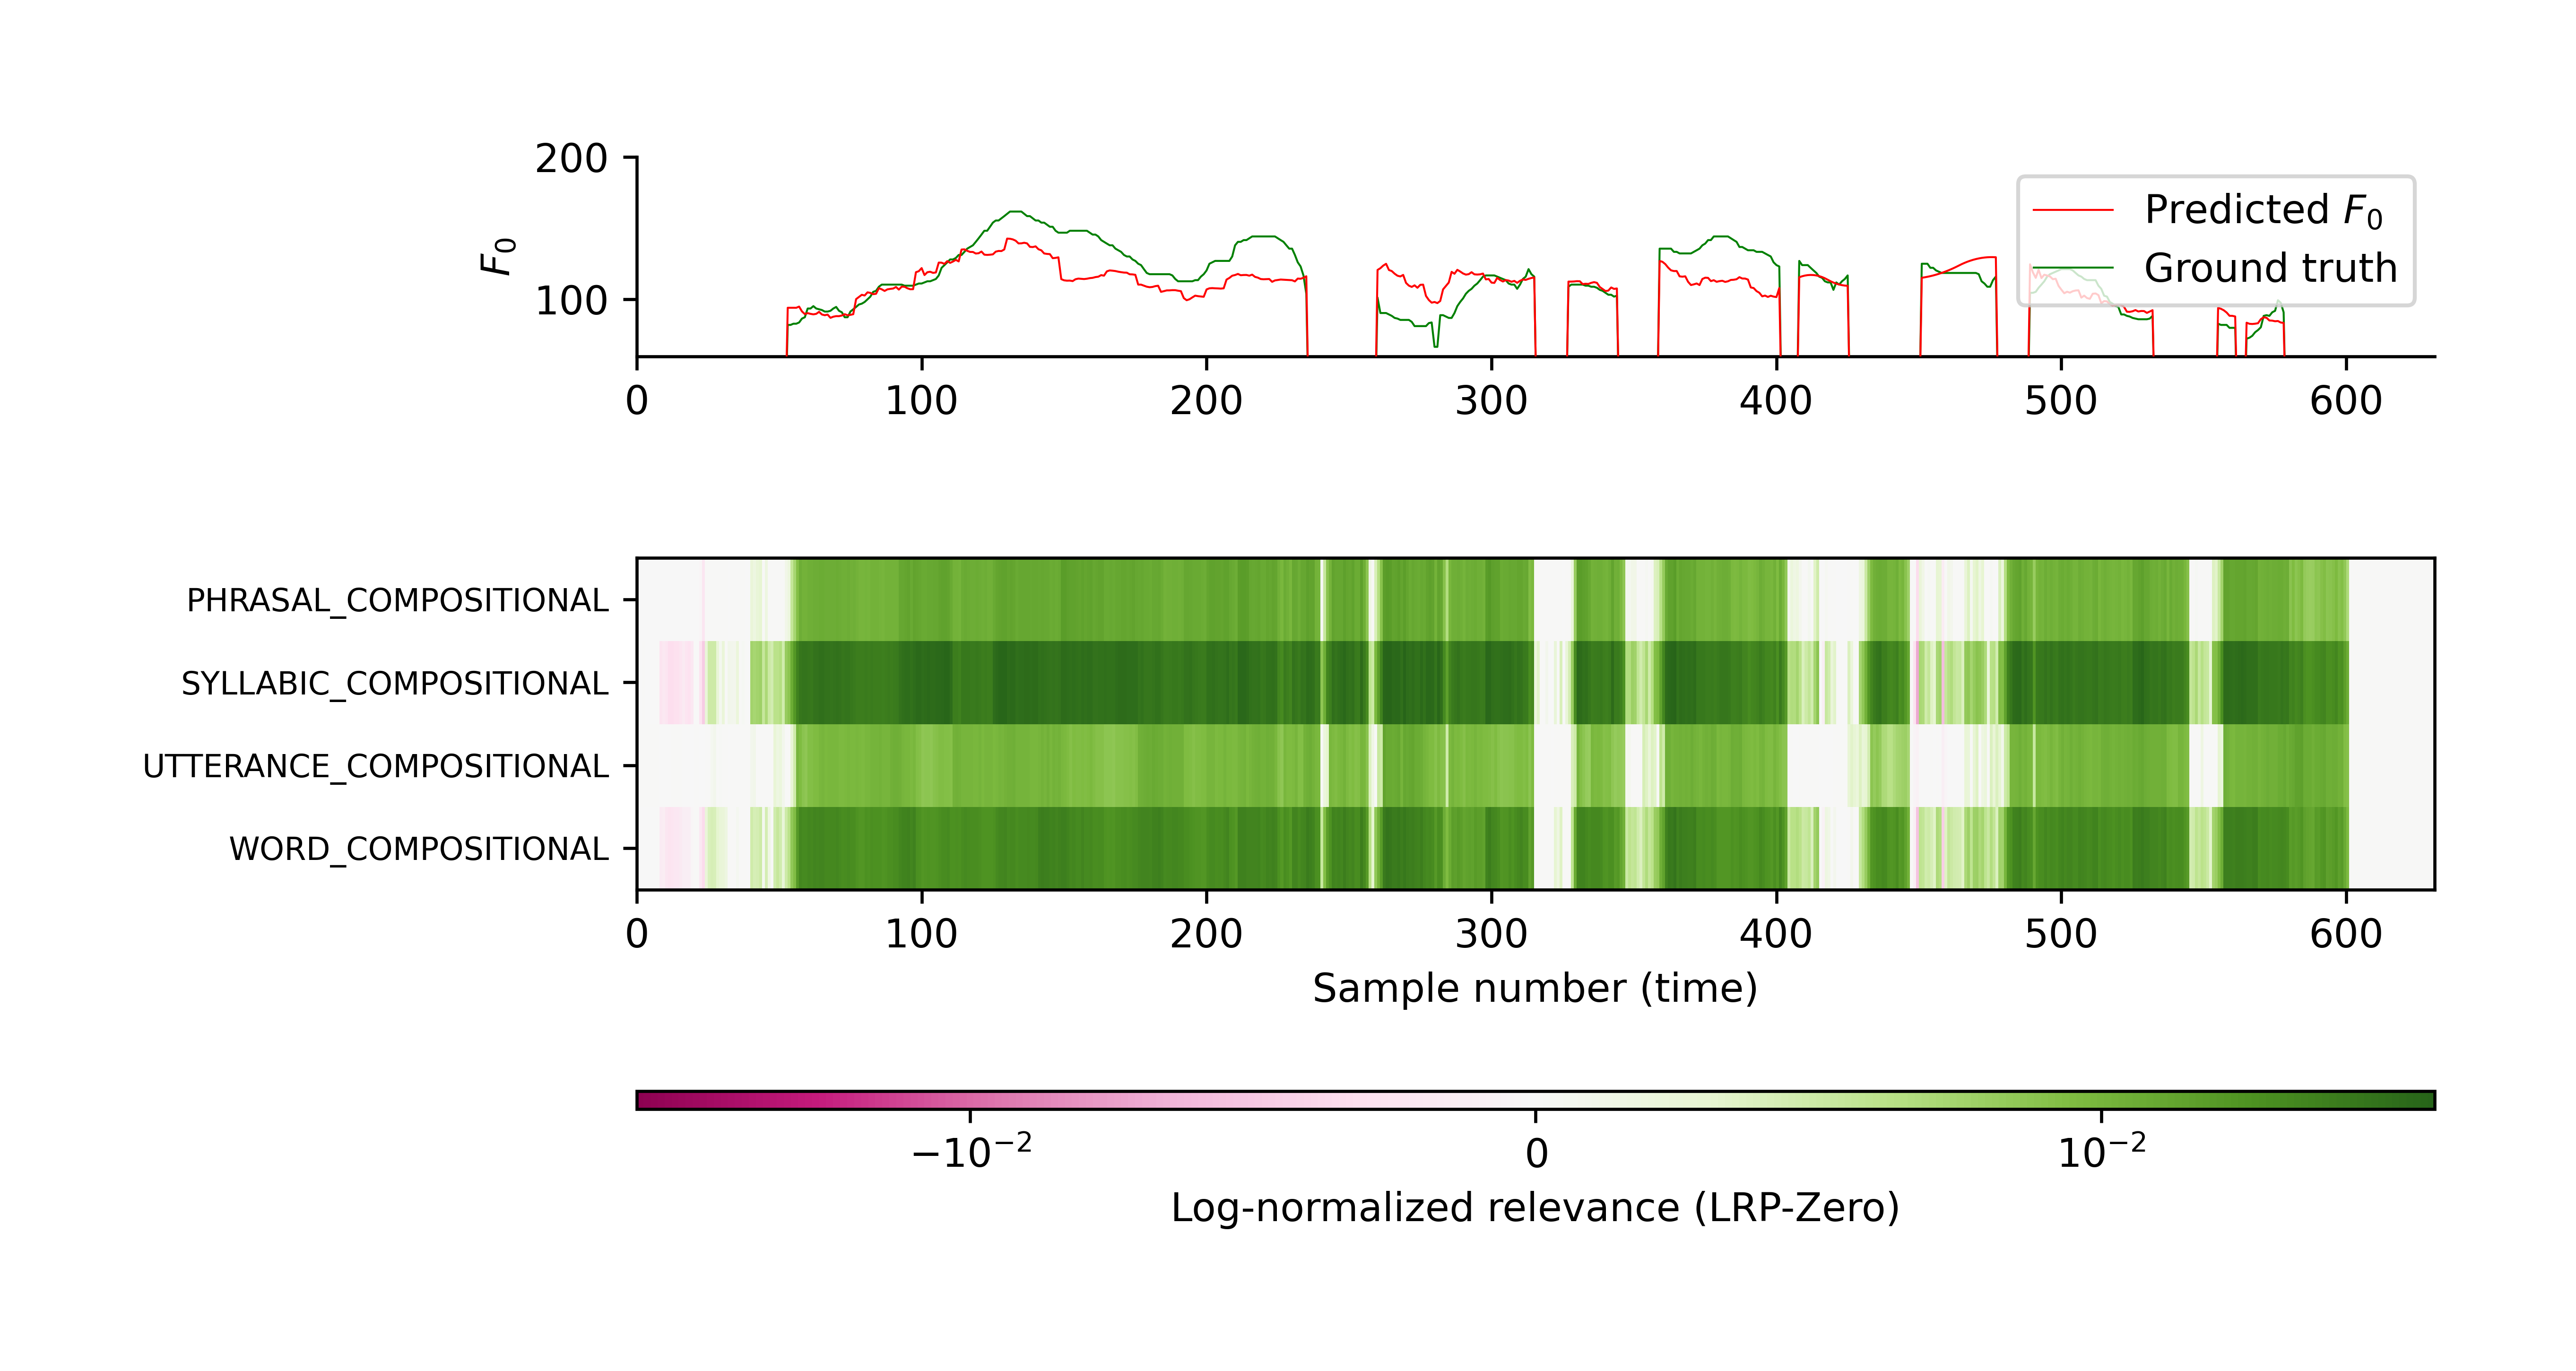 200
100
F₀
Predicted F₀
Ground truth
0 100 200 300 400 500 600
PHRASAL_COMPOSITIONAL
SYLLABIC_COMPOSITIONAL
UTTERANCE_COMPOSITIONAL
WORD_COMPOSITIONAL
0 100 200 300 400 500 600
Sample number (time)
−10⁻² 0 10⁻²
Log-normalized relevance (LRP-Zero)